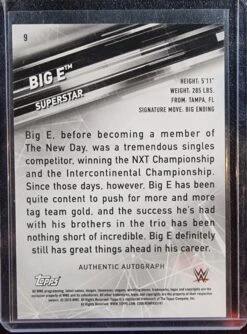 9
BIG E™
SUPERSTAR
HEIGHT: 5'11"
WEIGHT: 285 LBS.
FROM: TAMPA, FL
SIGNATURE MOVE: BIG ENDING
Big E, before becoming a member of
The New Day, was a tremendous singles
competitor, winning the NXT Championship
and the Intercontinental Championship.
Since those days, however, Big E has been
quite content to push for more and more
tag team gold, and the success he's had
with his brothers in the trio has been
nothing short of incredible. Big E definitely
still has great things ahead in his career.
AUTHENTIC AUTOGRAPH
Topps